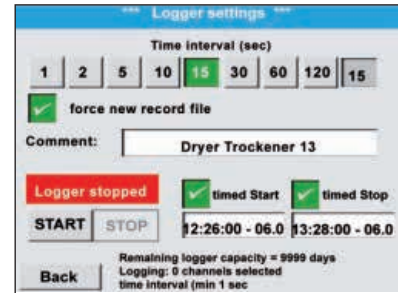 *** Logger settings ***
Time interval (sec)
1 2 5 10 15 30 60 120 15
force new record file
Comment: Dryer Trockener 13
Logger stopped timed Start timed Stop
START STOP 12:26:00 - 06.0 13:28:00 - 06.0
Remaining logger capacity = 9999 days
Logging: 0 channels selected
Back time interval (min 1 sec